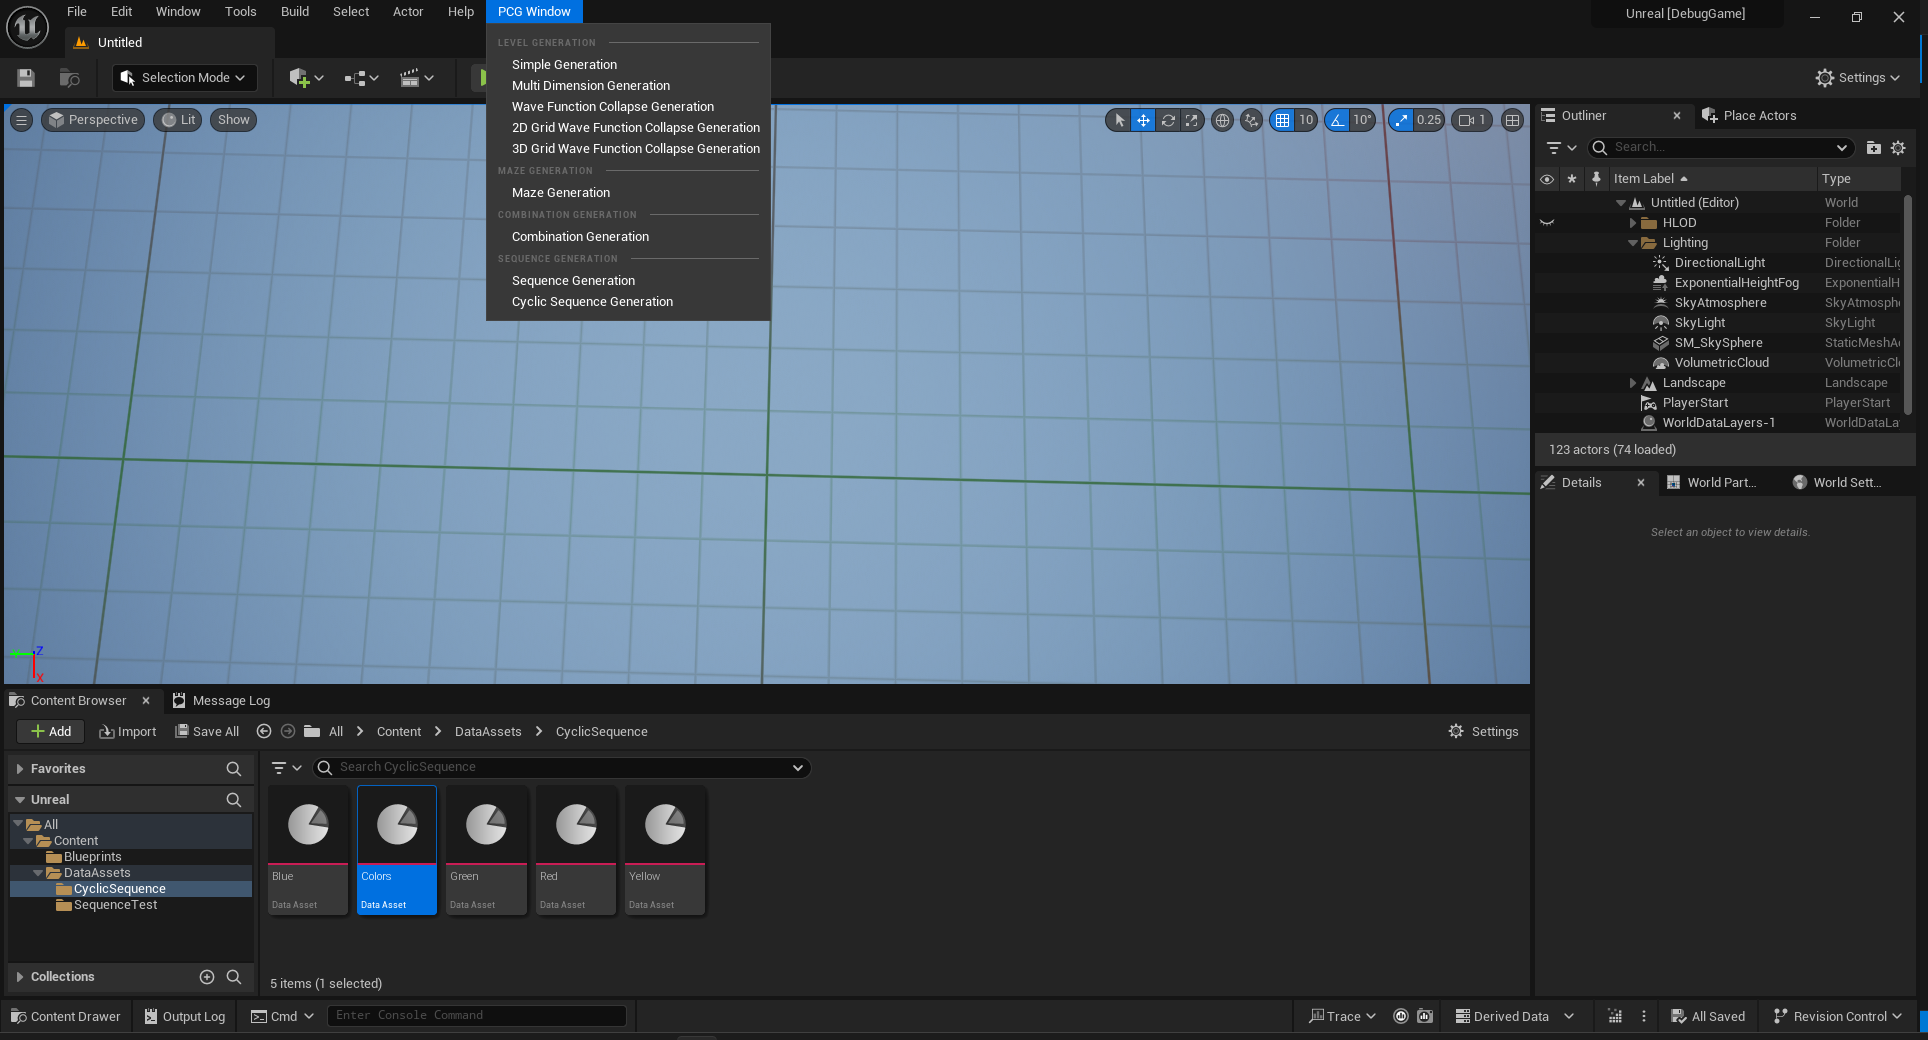 File Edit Window Tools Build Select Actor Help PCG Window Unreal [DebugGame]
Untitled
Selection Mode Settings
LEVEL GENERATION
Simple Generation
Multi Dimension Generation
Wave Function Collapse Generation
2D Grid Wave Function Collapse Generation
3D Grid Wave Function Collapse Generation
MAZE GENERATION
Maze Generation
COMBINATION GENERATION
Combination Generation
SEQUENCE GENERATION
Sequence Generation
Cyclic Sequence Generation
Perspective Lit Show 10 10° 0.25 1
Y Z
X
Outliner Place Actors
Search...
Item Label Type
Untitled (Editor) World
HLOD Folder
Lighting Folder
DirectionalLight DirectionalLig
ExponentialHeightFog ExponentialH
SkyAtmosphere SkyAtmosph
SkyLight SkyLight
SM_SkySphere StaticMeshA
VolumetricCloud VolumetricCl
Landscape Landscape
PlayerStart PlayerStart
WorldDataLayers-1 WorldDataLa
123 actors (74 loaded)
Details World Part... World Sett...
Select an object to view details.
Content Browser Message Log
Add Import Save All All Content DataAssets CyclicSequence Settings
Favorites
Unreal
All
Content
Blueprints
DataAssets
CyclicSequence
SequenceTest
Collections
Search CyclicSequence
Blue Colors Green Red Yellow
Data Asset Data Asset Data Asset Data Asset Data Asset
5 items (1 selected)
Content Drawer Output Log Cmd Enter Console Command Trace Derived Data All Saved Revision Control